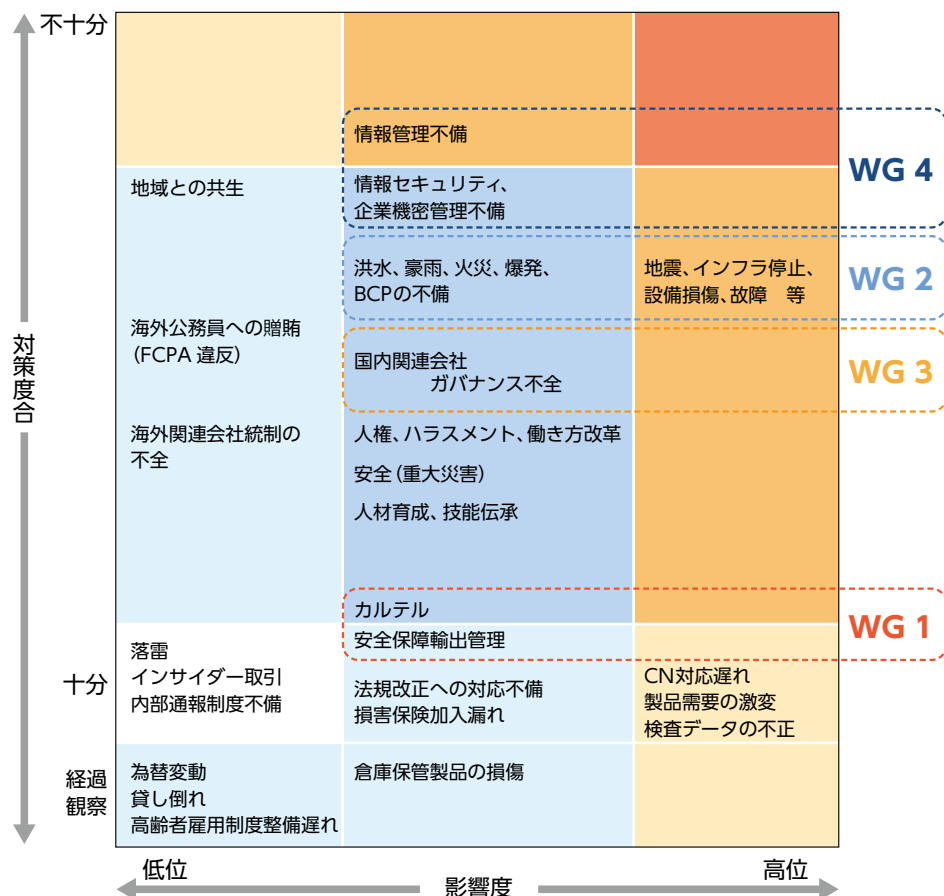 不十分
情報管理不備
WG 4
地域との共生
情報セキュリティ、
企業機密管理不備
洪水、豪雨、火災、爆発、
BCPの不備
地震、インフラ停止、
設備損傷、故障　等
WG 2
海外公務員への贈賄
(FCPA 違反)
国内関連会社
ガバナンス不全
WG 3
対策度合
海外関連会社統制の
不全
人権、ハラスメント、働き方改革
安全(重大災害)
人材育成、技能伝承
カルテル
安全保障輸出管理
WG 1
十分
落雷
インサイダー取引
内部通報制度不備
法規改正への対応不備
損害保険加入漏れ
CN対応遅れ
製品需要の激変
検査データの不正
経過
観察
為替変動
貸し倒れ
高齢者雇用制度整備遅れ
倉庫保管製品の損傷
低位
影響度
高位